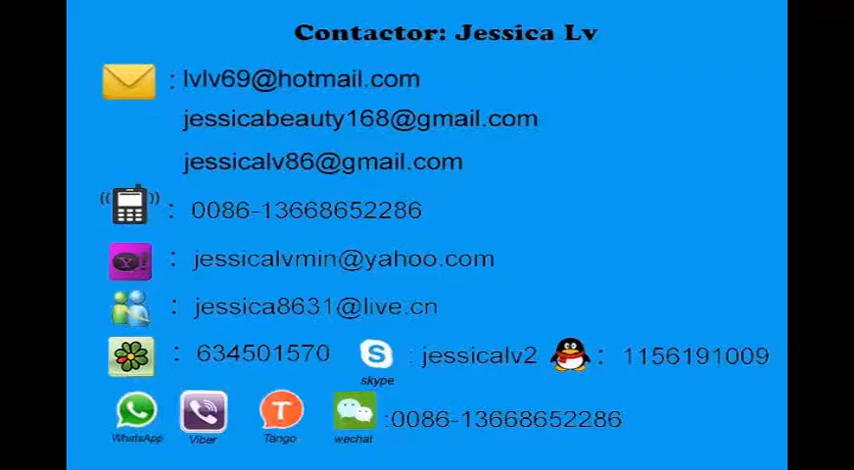 Contactor: Jessica Lv
: lvlv69@hotmail.com
jessicabeauty168@gmail.com
jessicalv86@gmail.com
: 0086-13668652286
: jessicalvmin@yahoo.com
: jessica8631@live.cn
: 634501570 skype : jessicalv2 : 1156191009
WhatsApp Viber Tango wechat :0086-13668652286